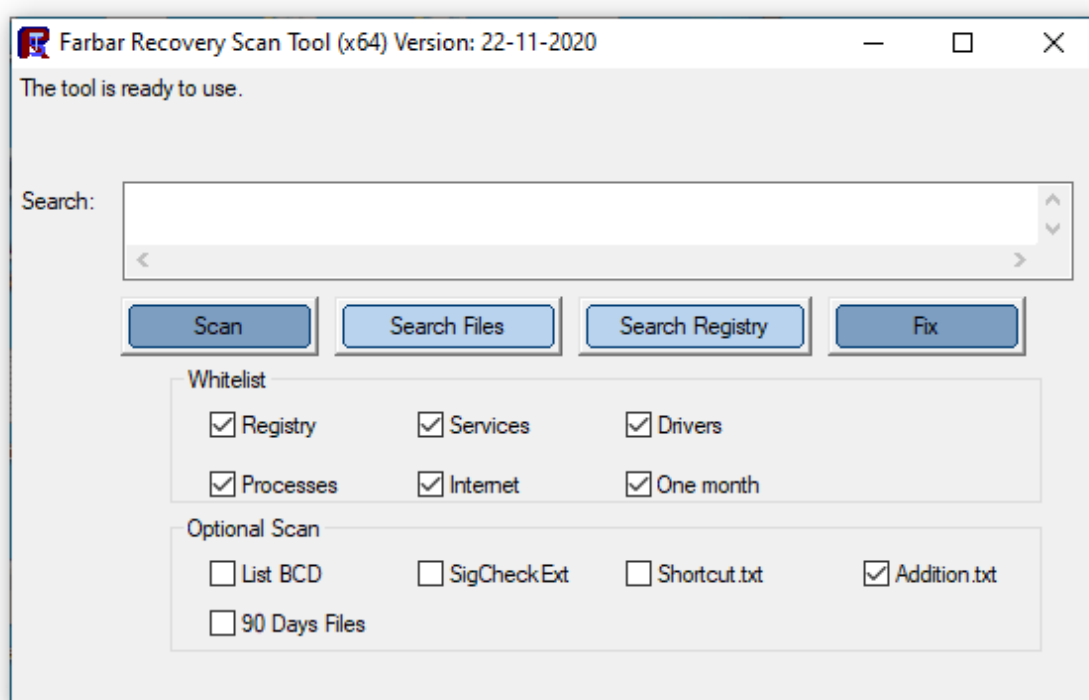 Farbar Recovery Scan Tool (x64) Version: 22-11-2020
The tool is ready to use.
Search:
Scan Search Files Search Registry Fix
Whitelist
Registry Services Drivers
Processes Internet One month
Optional Scan
List BCD SigCheckExt Shortcut.txt Addition.txt
90 Days Files